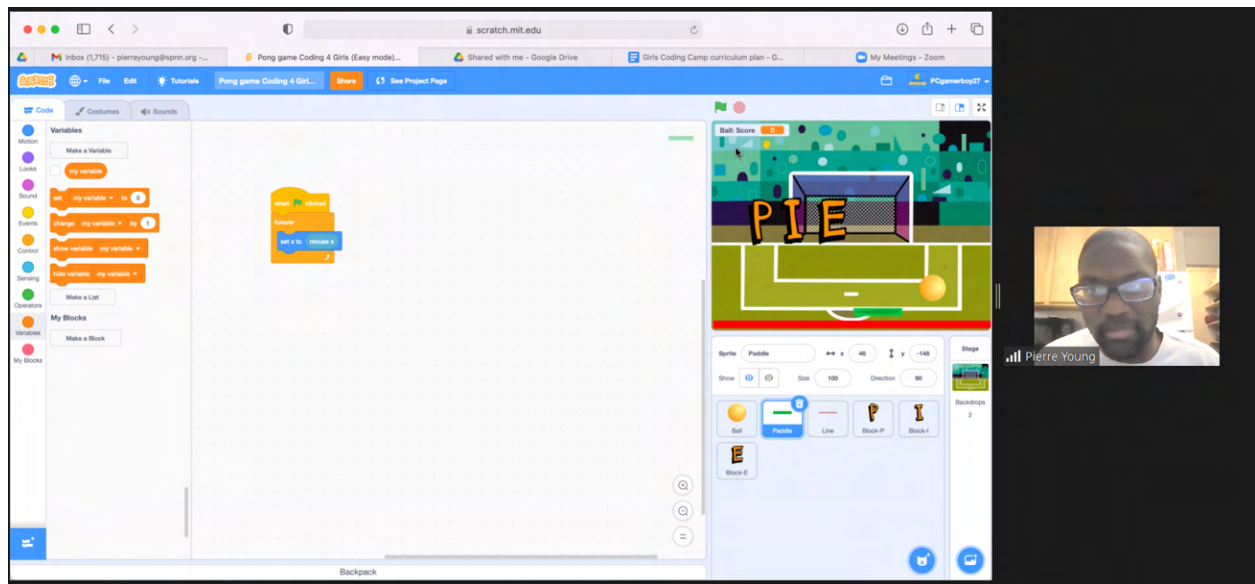 scratch.mit.edu
Inbox (1,715) - pierreyoung@spnn.org -...
Pong game Coding 4 Girls (Easy mode)...
Shared with me - Google Drive
Girls Coding Camp curriculum plan - G...
My Meetings - Zoom
SCRATCH
File
Edit
Tutorials
Pong game Coding 4 Girl...
Share
See Project Page
PCgamerboy27
Code
Costumes
Sounds
Motion
Looks
Sound
Events
Control
Sensing
Operators
Variables
My Blocks
Variables
Make a Variable
my variable
set my variable to 0
change my variable by 1
show variable my variable
hide variable my variable
Make a List
My Blocks
Make a Block
when clicked
forever
set x to mouse x
Ball: Score 0
PIE
Sprite Paddle x 46 y -148
Show Size 100 Direction 90
Ball
Paddle
Line
Block-P
Block-I
Block-E
Stage
Backdrops
2
Backpack
Pierre Young